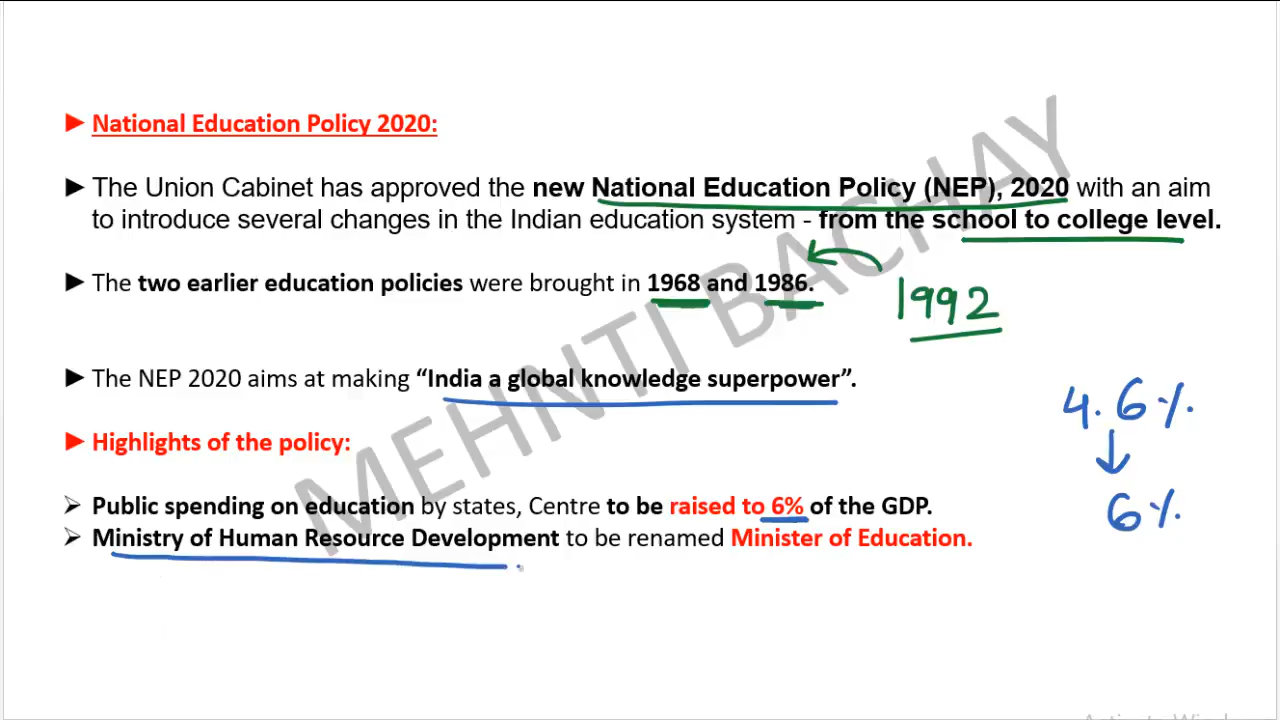 ► National Education Policy 2020:
► The Union Cabinet has approved the new National Education Policy (NEP), 2020 with an aim
to introduce several changes in the Indian education system - from the school to college level.
► The two earlier education policies were brought in 1968 and 1986.
1992
► The NEP 2020 aims at making “India a global knowledge superpower”.
4.6%
► Highlights of the policy:
➢ Public spending on education by states, Centre to be raised to 6% of the GDP.
6%
➢ Ministry of Human Resource Development to be renamed Minister of Education.
MEHNTI BACHAY